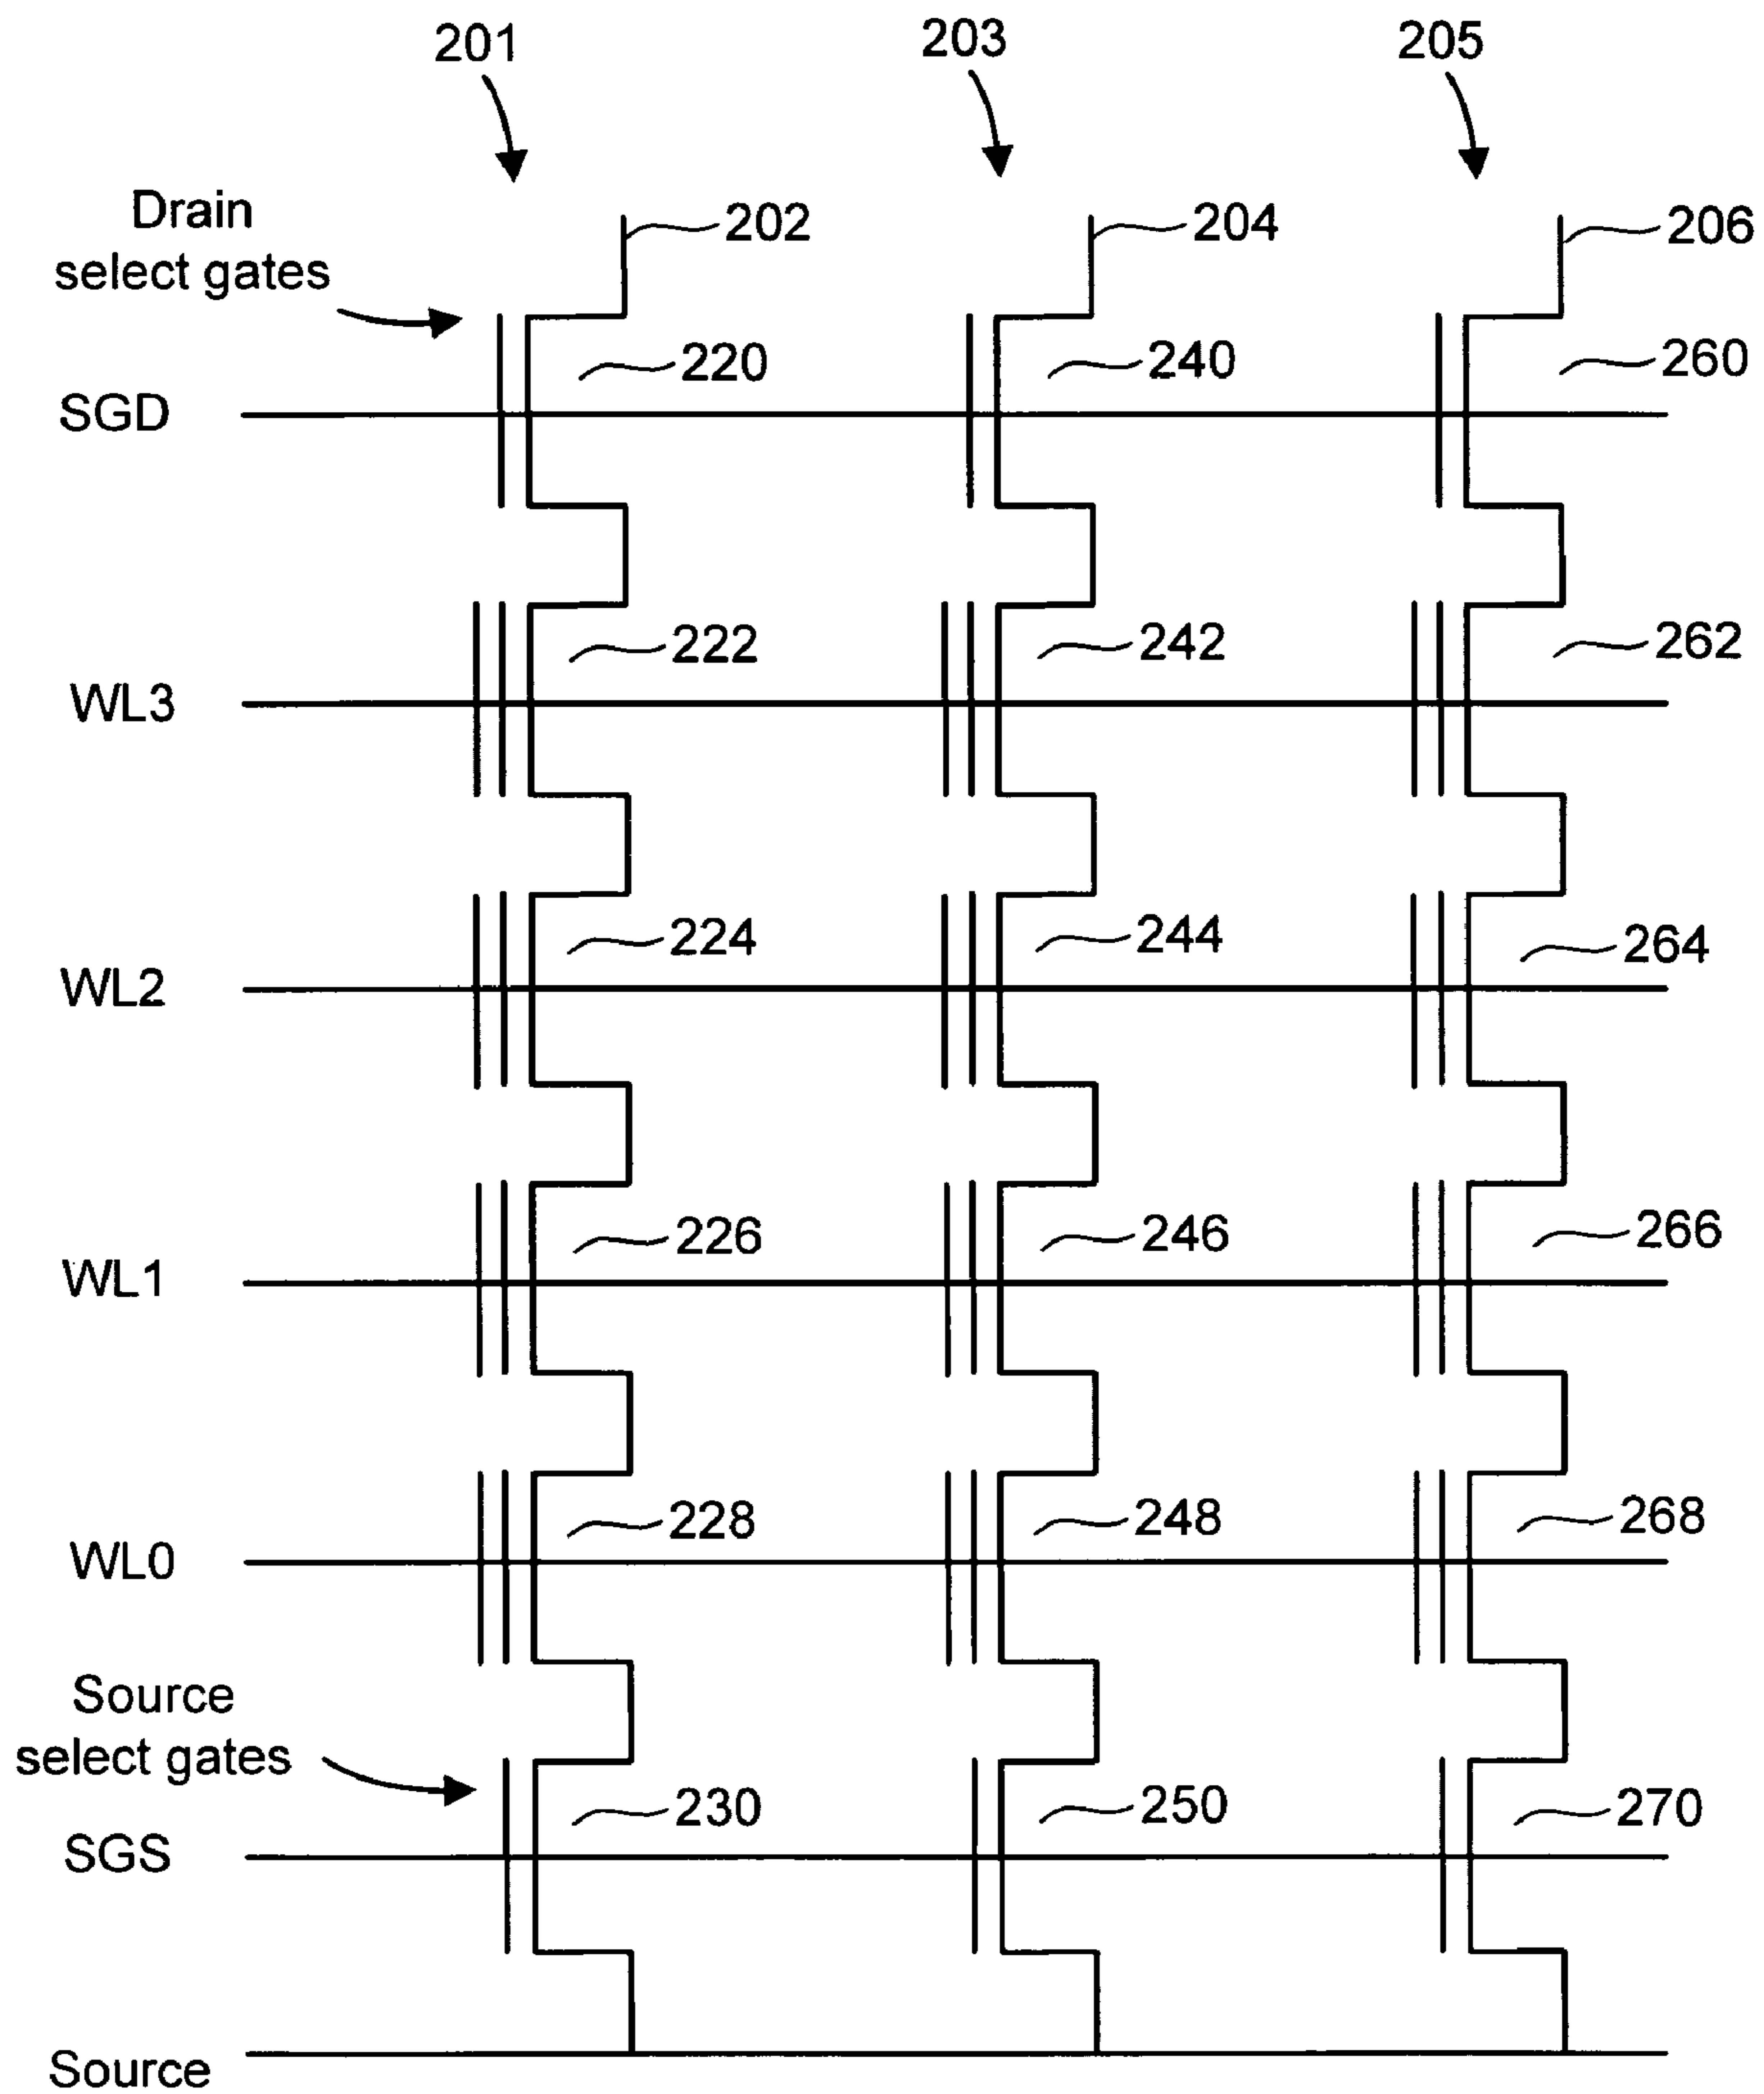 201 203 205
Drain
select gates
202 204 206
220 240 260
SGD
222 242 262
WL3
224 244 264
WL2
226 246 266
WL1
228 248 268
WL0
Source
select gates
230 250 270
SGS
Source